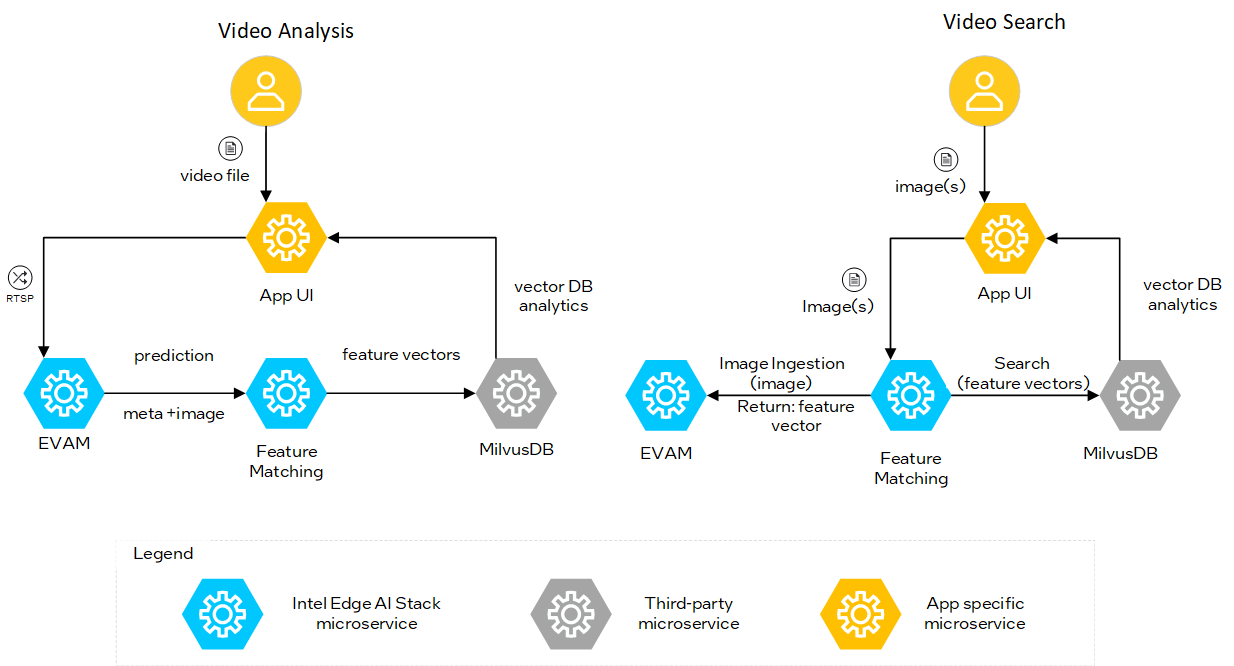 Video Analysis
video file
App UI
RTSP
vector DB
analytics
prediction
meta +image
feature vectors
EVAM
Feature
Matching
MilvusDB
Video Search
image(s)
App UI
Image(s)
vector DB
analytics
Image Ingestion
(image)
Return: feature
vector
Search
(feature vectors)
EVAM
Feature
Matching
MilvusDB
Legend
Intel Edge AI Stack
microservice
Third-party
microservice
App specific
microservice